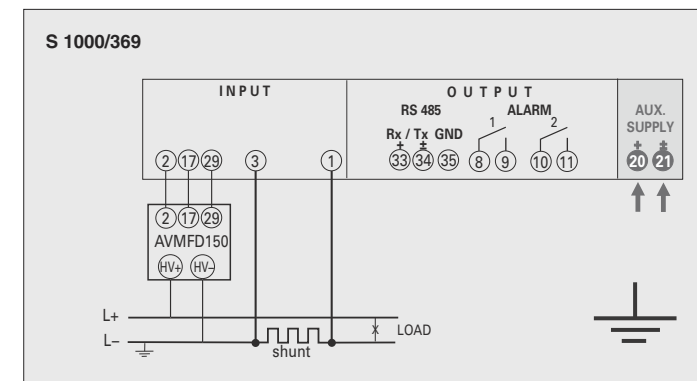 S 1000/369
INPUT
OUTPUT
RS 485 ALARM
AUX.
SUPPLY
1 2
Rx / Tx GND
+ ±
+ ±
2 17 29 3 1 33 34 35 8 9 10 11 20 21
2 17 29
AVMFD150
HV+ HV–
L+
LOAD
L–
shunt